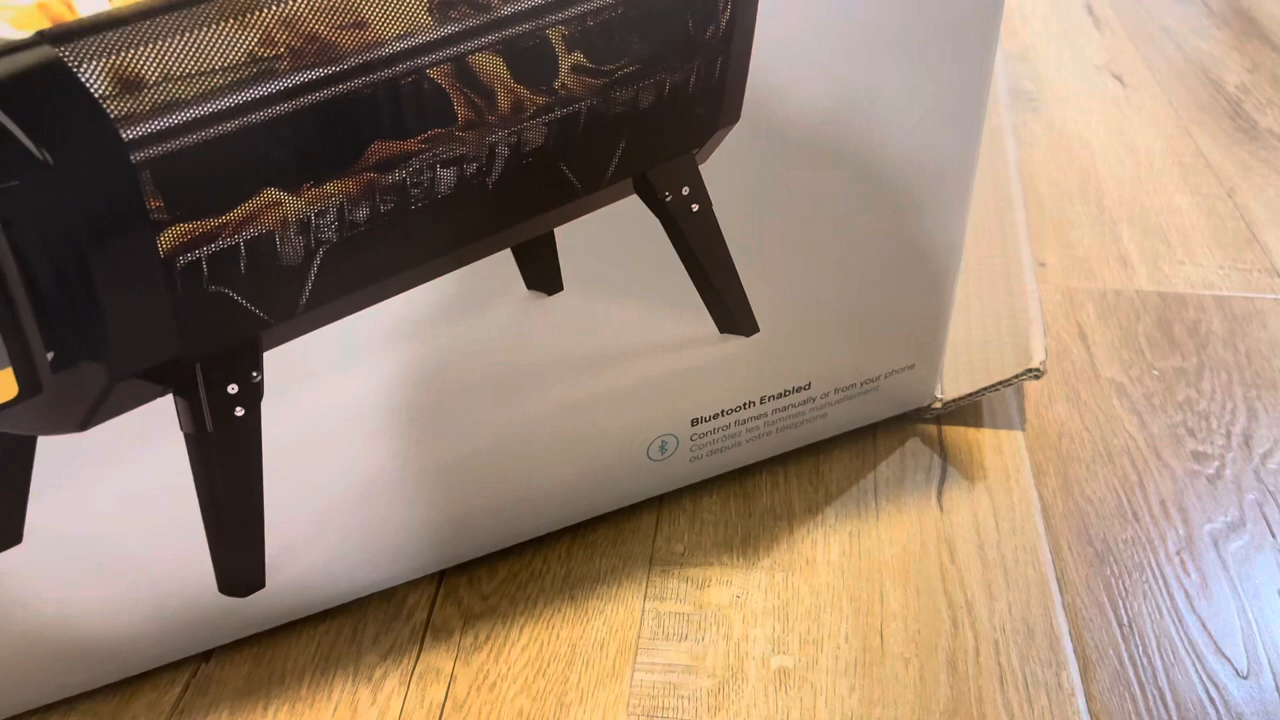 Bluetooth Enabled
Control flames manually or from your phone
Contrôlez les flammes manuellement
ou depuis votre téléphone